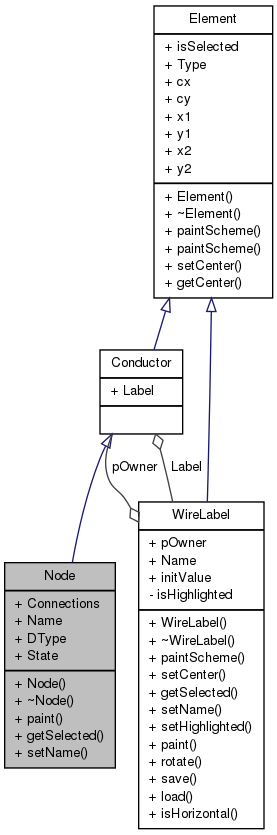 Element
+ isSelected
+ Type
+ cx
+ cy
+ x1
+ y1
+ x2
+ y2
+ Element()
+ ~Element()
+ paintScheme()
+ paintScheme()
+ setCenter()
+ getCenter()
Conductor
+ Label
pOwner
Label
WireLabel
+ pOwner
+ Name
+ initValue
- isHighlighted
+ WireLabel()
+ ~WireLabel()
+ paintScheme()
+ setCenter()
+ getSelected()
+ setName()
+ setHighlighted()
+ paint()
+ rotate()
+ save()
+ load()
+ isHorizontal()
Node
+ Connections
+ Name
+ DType
+ State
+ Node()
+ ~Node()
+ paint()
+ getSelected()
+ setName()